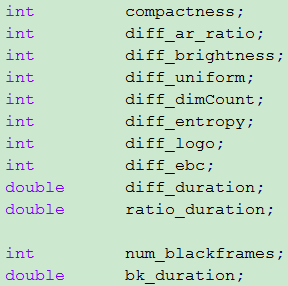 int compactness;
int diff_ar_ratio;
int diff_brightness;
int diff_uniform;
int diff_dimCount;
int diff_entropy;
int diff_logo;
int diff_ebc;
double diff_duration;
double ratio_duration;
int num_blackframes;
double bk_duration;